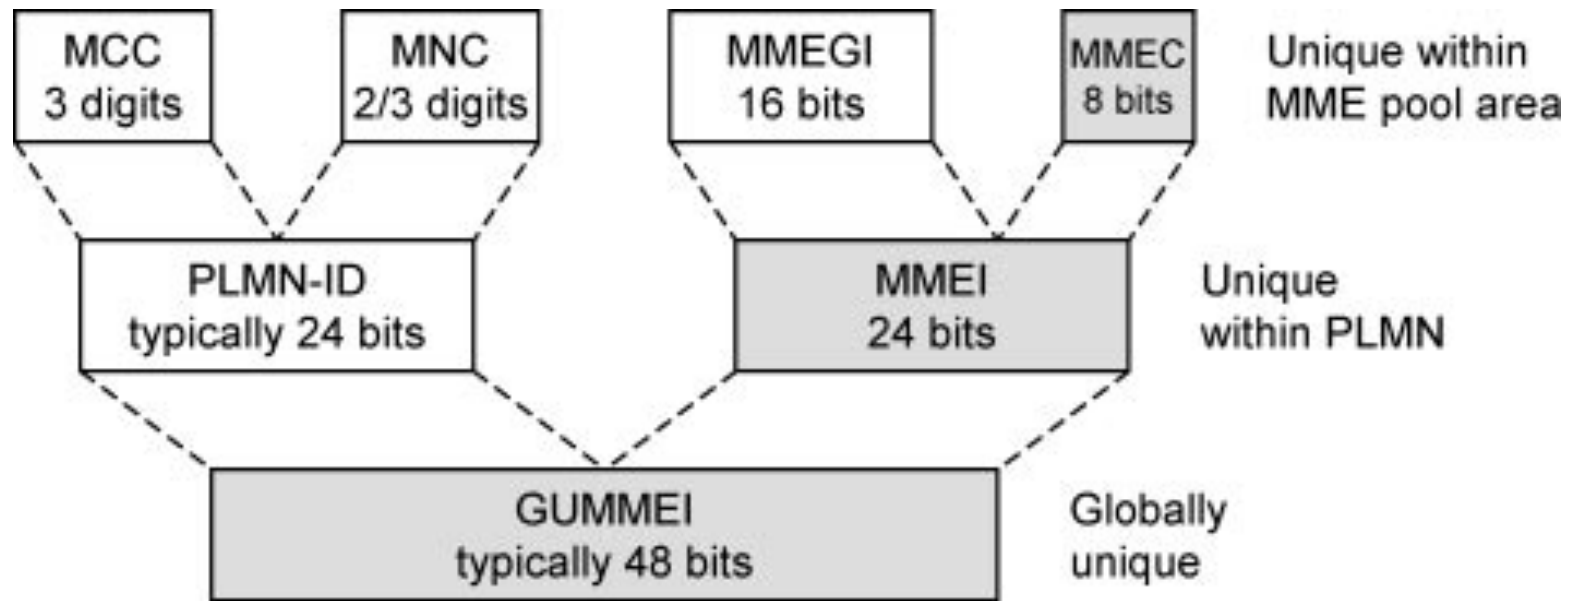 MCC
3 digits
MNC
2/3 digits
MMEGI
16 bits
MMEC
8 bits
Unique within
MME pool area
PLMN-ID
typically 24 bits
MMEI
24 bits
Unique
within PLMN
GUMMEI
typically 48 bits
Globally
unique